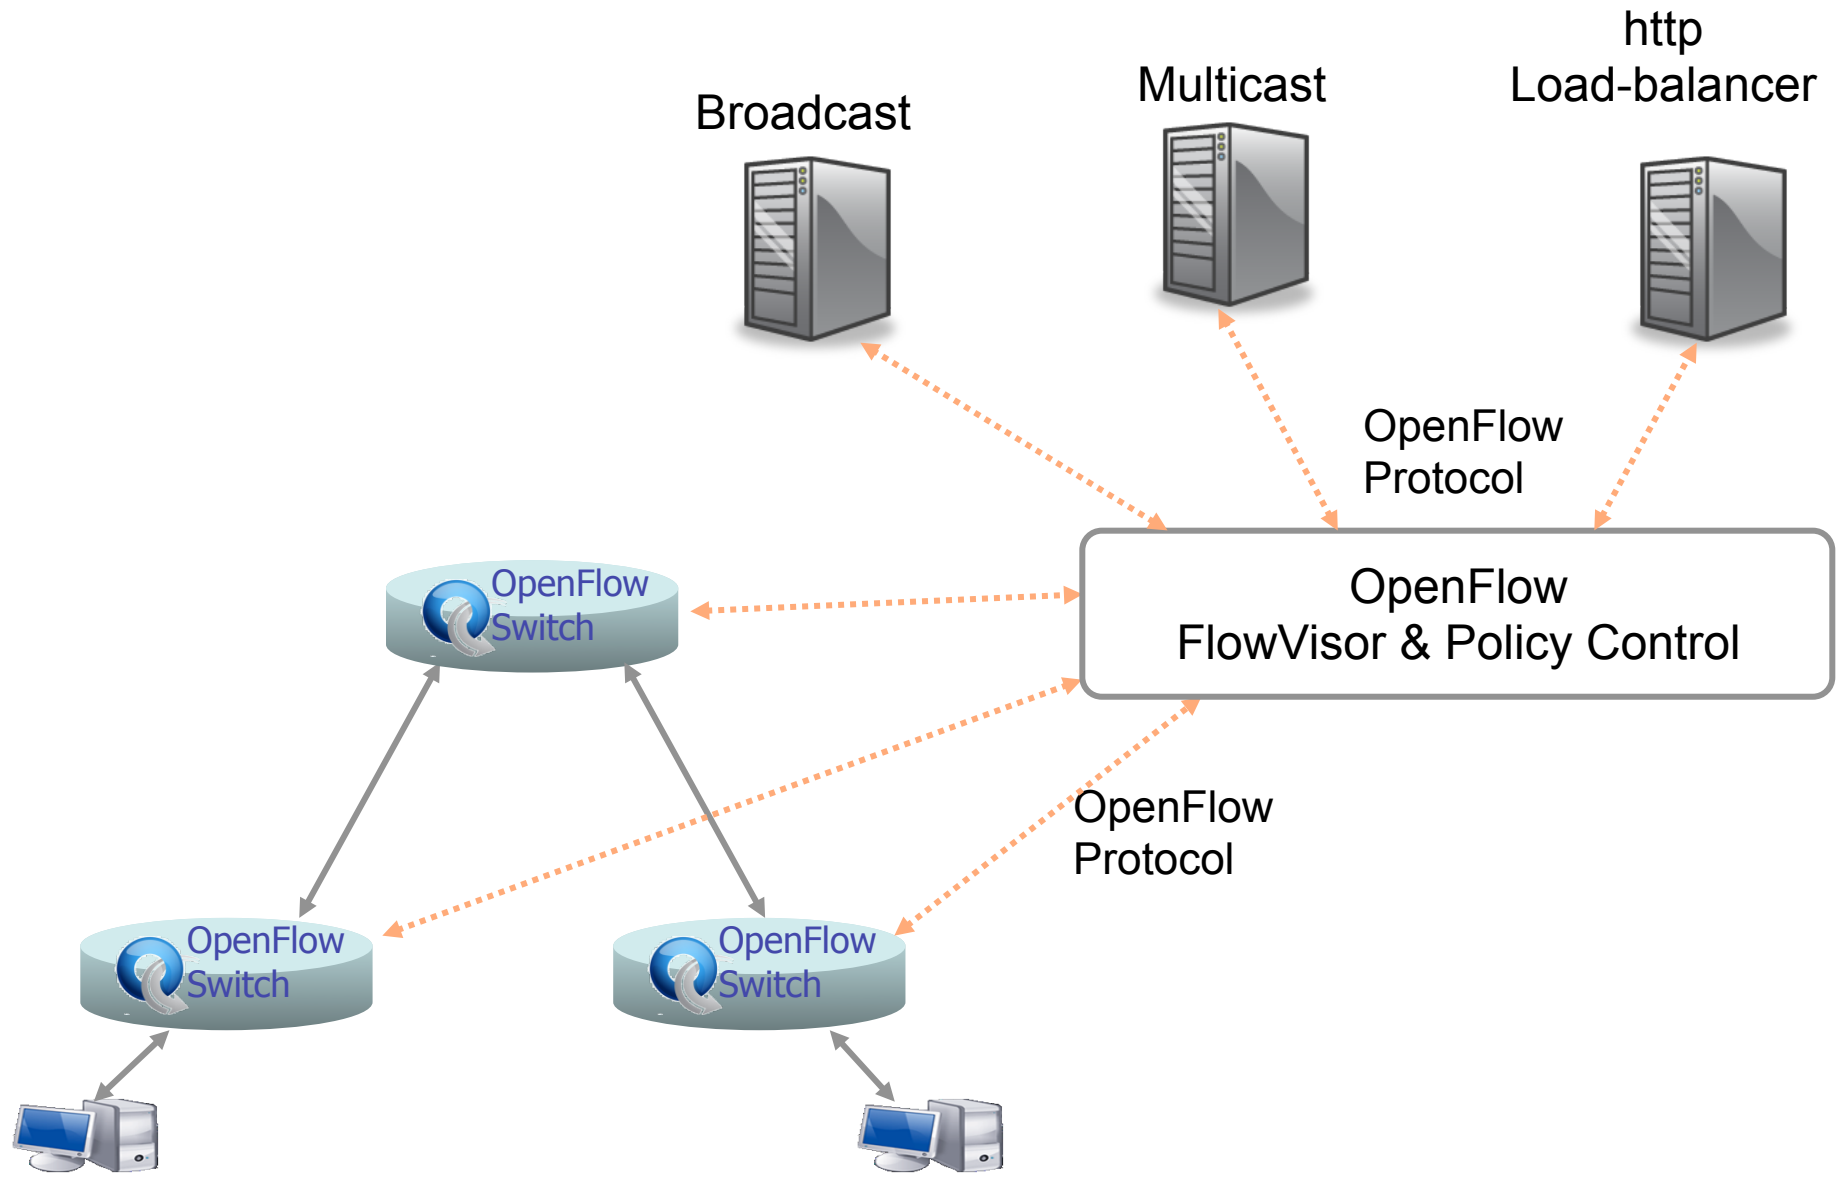 http
Load-balancer
Multicast
Broadcast
OpenFlow
Protocol
OpenFlow
FlowVisor & Policy Control
OpenFlow
Switch
OpenFlow
Protocol
OpenFlow
Switch
OpenFlow
Switch